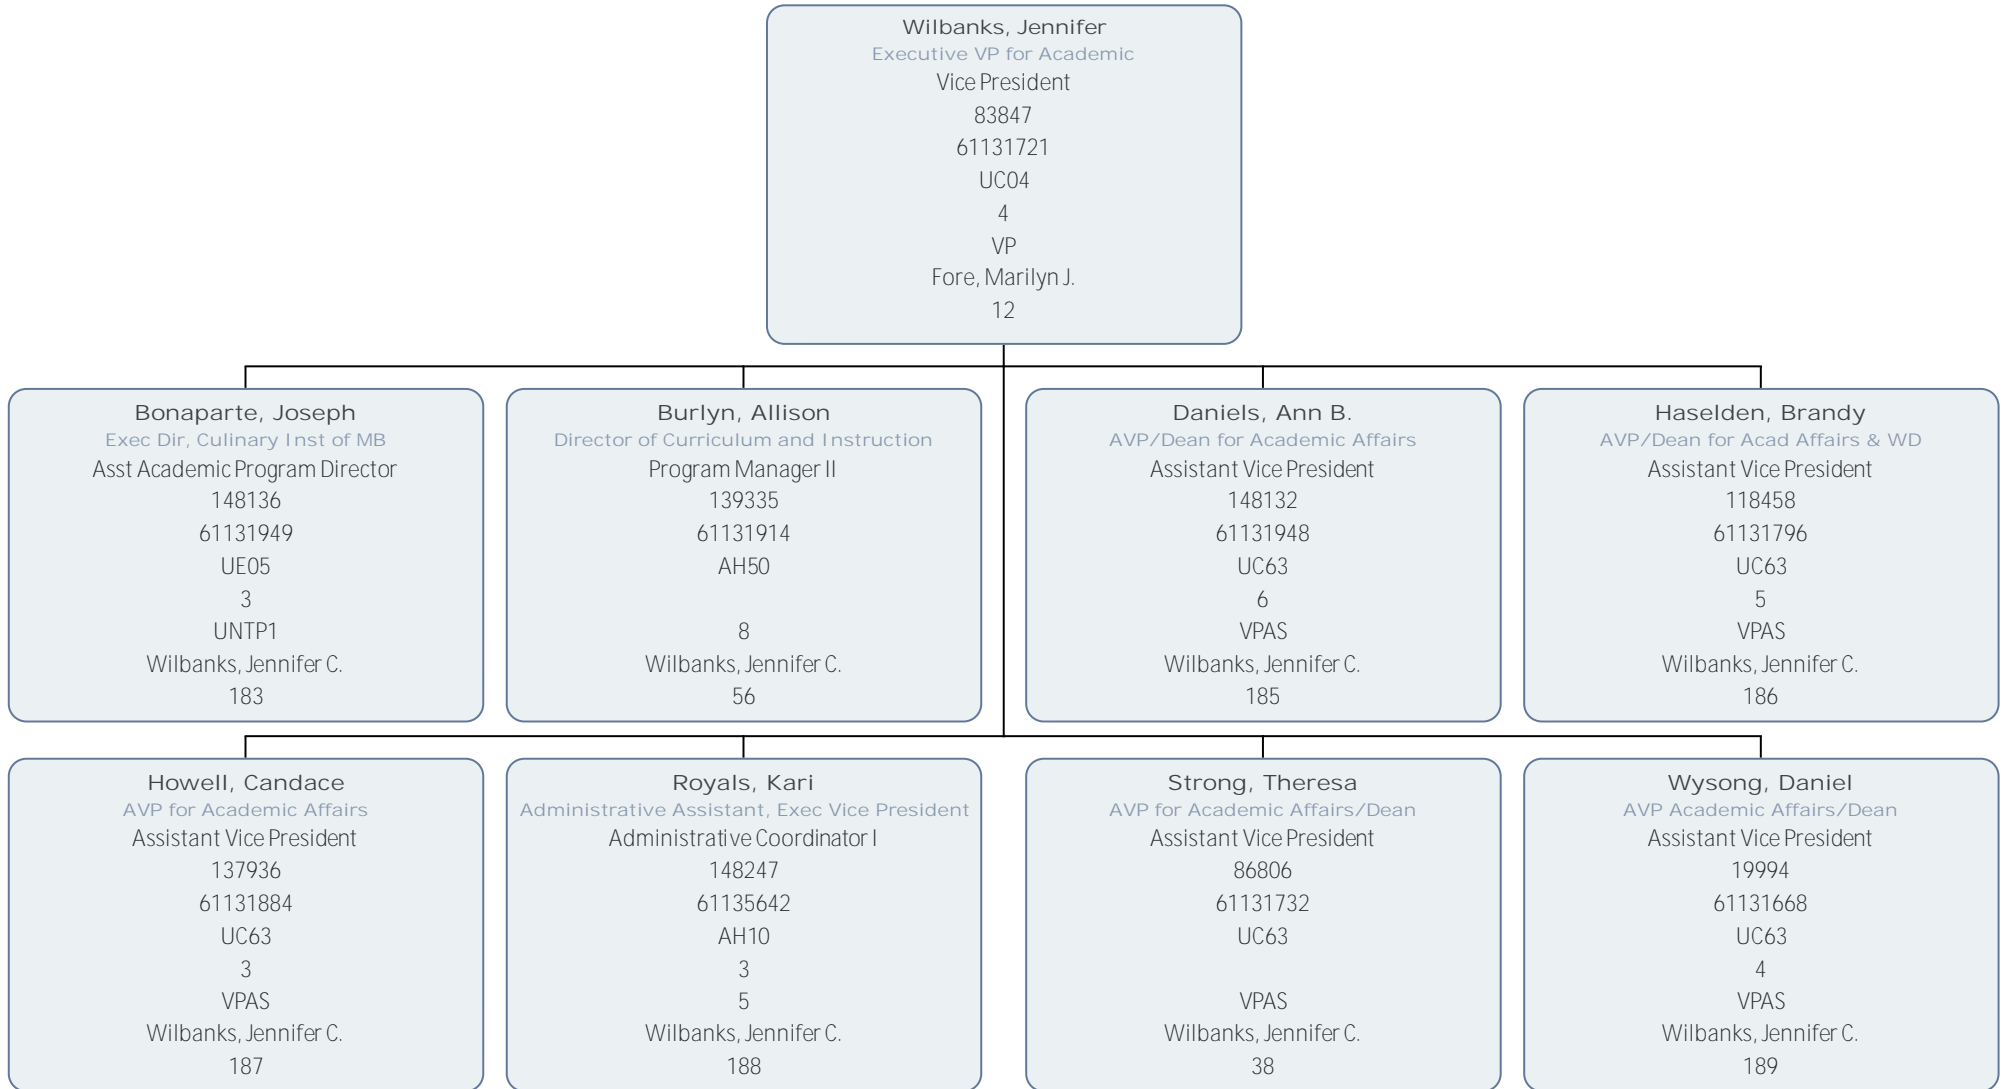 Wilbanks, Jennifer
Executive VP for Academic
Vice President
83847
61131721
UC04
4
VP
Fore, Marilyn J.
12
Bonaparte, Joseph
Exec Dir, Culinary Inst of MB
Asst Academic Program Director
148136
61131949
UE05
3
UNTP1
Wilbanks, Jennifer C.
183
Burlyn, Allison
Director of Curriculum and Instruction
Program Manager II
139335
61131914
AH50
8
Wilbanks, Jennifer C.
56
Daniels, Ann B.
AVP/Dean for Academic Affairs
Assistant Vice President
148132
61131948
UC63
6
VPAS
Wilbanks, Jennifer C.
185
Haselden, Brandy
AVP/Dean for Acad Affairs & WD
Assistant Vice President
118458
61131796
UC63
5
VPAS
Wilbanks, Jennifer C.
186
Howell, Candace
AVP for Academic Affairs
Assistant Vice President
137936
61131884
UC63
3
VPAS
Wilbanks, Jennifer C.
187
Royals, Kari
Administrative Assistant, Exec Vice President
Administrative Coordinator I
148247
61135642
AH10
3
5
Wilbanks, Jennifer C.
188
Strong, Theresa
AVP for Academic Affairs/Dean
Assistant Vice President
86806
61131732
UC63
VPAS
Wilbanks, Jennifer C.
38
Wysong, Daniel
AVP Academic Affairs/Dean
Assistant Vice President
19994
61131668
UC63
4
VPAS
Wilbanks, Jennifer C.
189